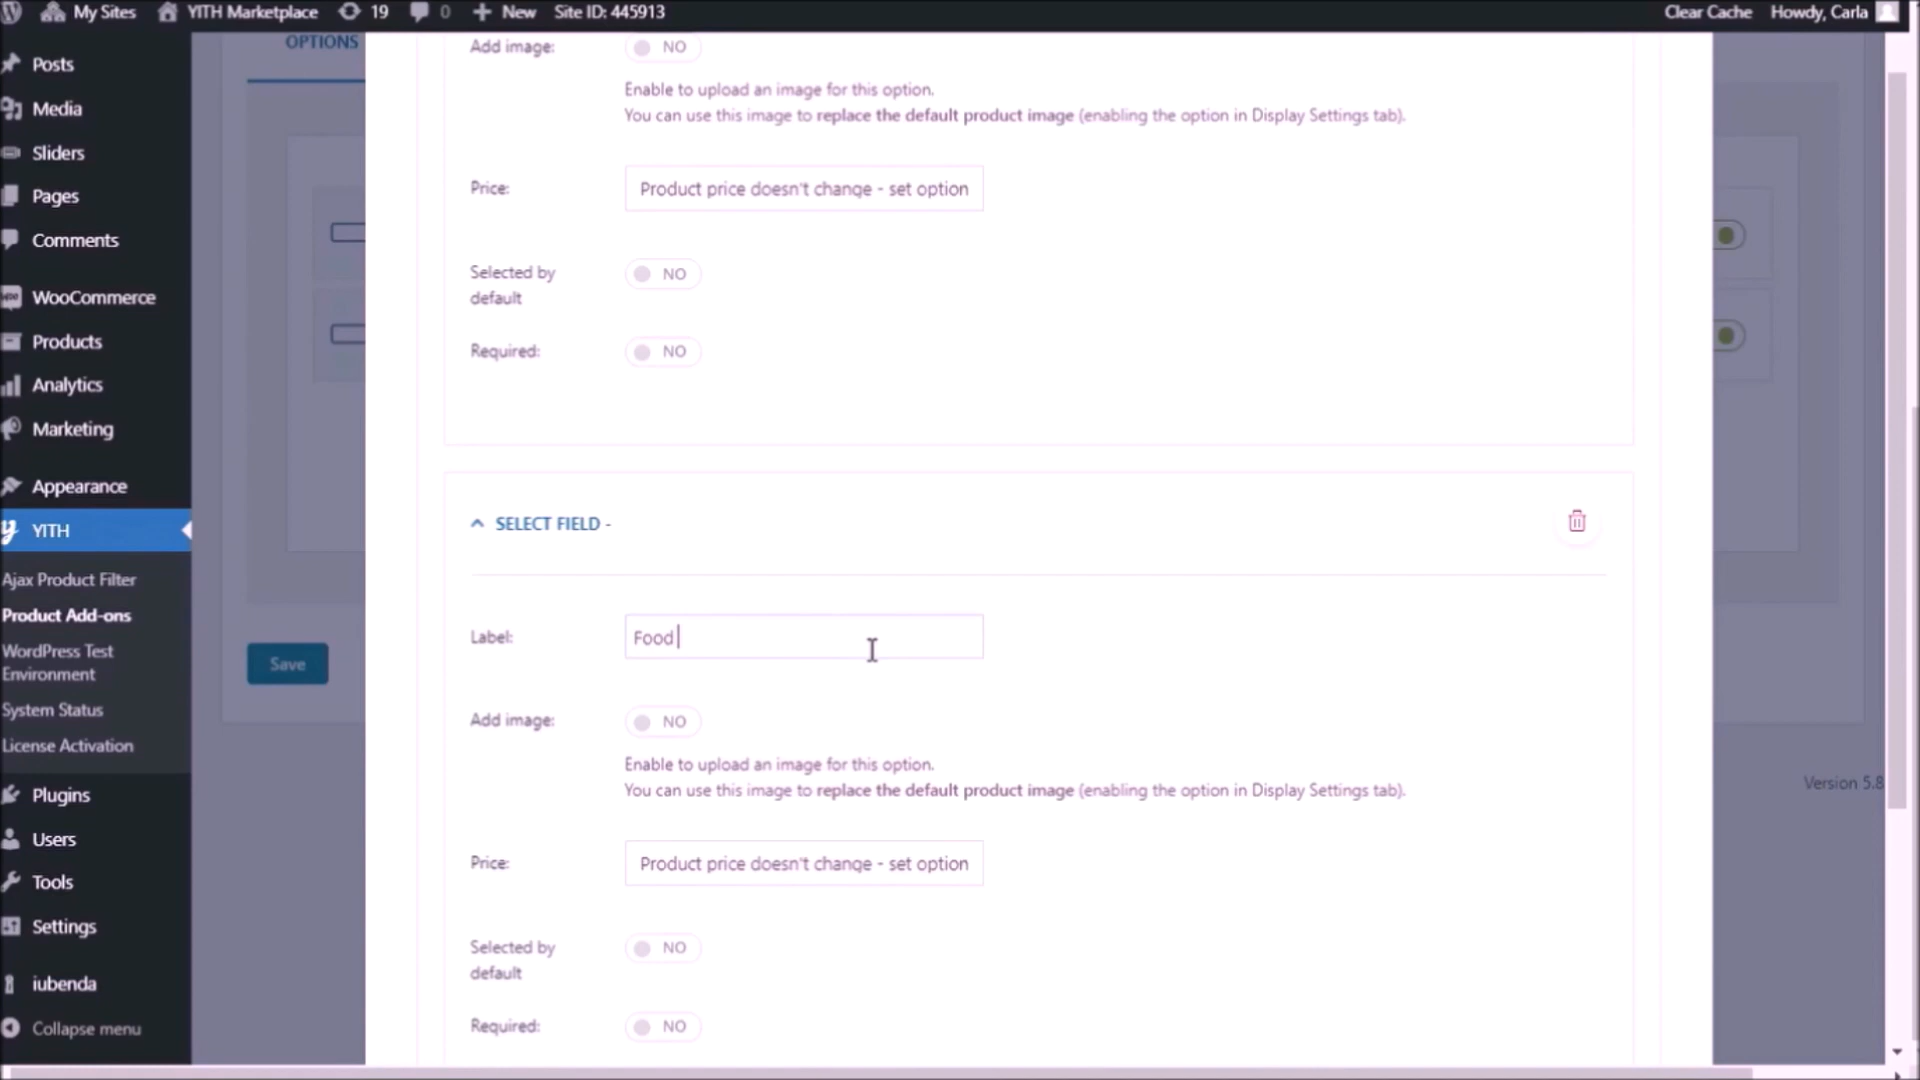 My Sites
YITH Marketplace
19
0
New
Site ID: 445913
Clear Cache
Howdy, Carla
Posts
Media
Sliders
Pages
Comments
WooCommerce
Products
Analytics
Marketing
Appearance
YITH
Ajax Product Filter
Product Add-ons
WordPress Test
Environment
System Status
License Activation
Plugins
Users
Tools
Settings
iubenda
Collapse menu
OPTIONS
Save
Add image:
NO
Enable to upload an image for this option.
You can use this image to replace the default product image (enabling the option in Display Settings tab).
Price:
Product price doesn't change - set option
Selected by
default
NO
Required:
NO
SELECT FIELD -
Label:
Food
Add image:
NO
Enable to upload an image for this option.
You can use this image to replace the default product image (enabling the option in Display Settings tab).
Price:
Product price doesn't change - set option
Selected by
default
NO
Required:
NO
Version 5.8